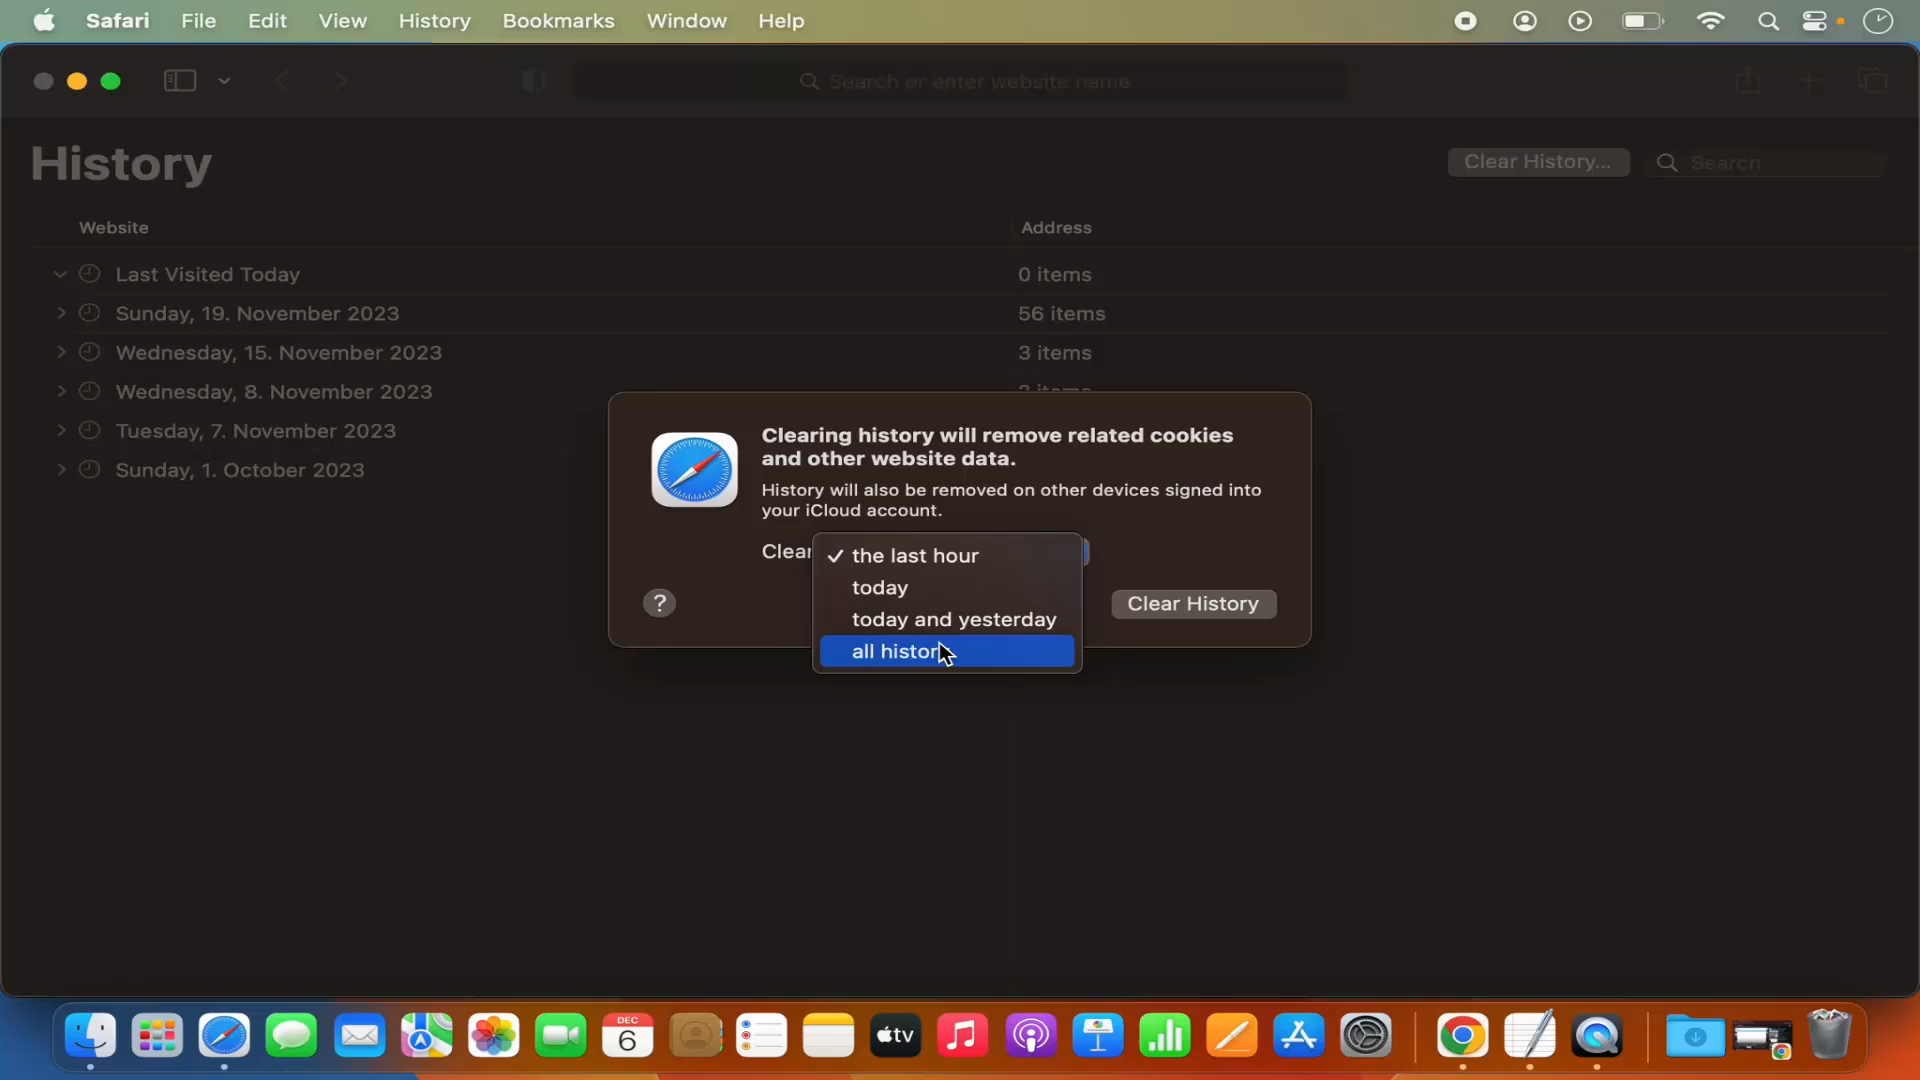 Safari File Edit View History Bookmarks Window Help
Search or enter website name
History
Clear History...
Search
Website Address
Last Visited Today 0 items
Sunday, 19. November 2023 56 items
Wednesday, 15. November 2023 3 items
Wednesday, 8. November 2023 items
Tuesday, 7. November 2023
Sunday, 1. October 2023
Clearing history will remove related cookies
and other website data.
History will also be removed on other devices signed into
your iCloud account.
Clear
✓ the last hour
today
today and yesterday
all history
? Clear History
DEC
6
tv